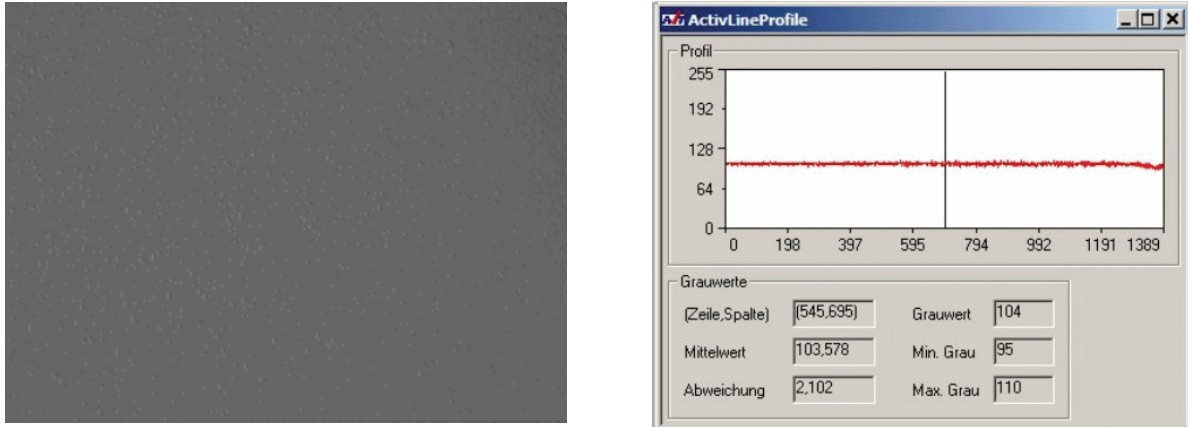 ActivLineProfile
Profil
255
192
128
64
0
0 198 397 595 794 992 1191 1389
Grauwerte
(Zeile,Spalte) (545,695) Grauwert 104
Mittelwert 103,578 Min. Grau 95
Abweichung 2,102 Max. Grau 110